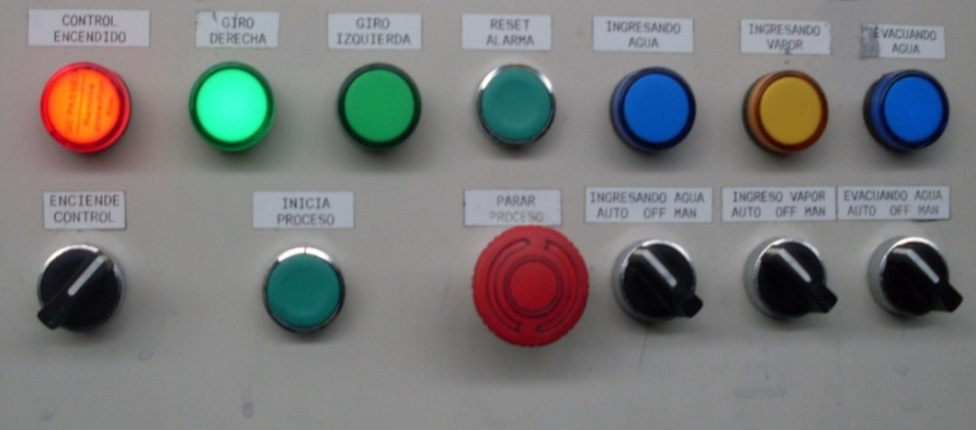 CONTROL
ENCENDIDO
GIRO
DERECHA
GIRO
IZQUIERDA
RESET
ALARMA
INGRESANDO
AGUA
INGRESANDO
VAPOR
EVACUANDO
AGUA
ENCIENDE
CONTROL
INICIA
PROCESO
PARAR
PROCESO
INGRESANDO AGUA
AUTO OFF MAN
INGRESO VAPOR
AUTO OFF MAN
EVACUANDO AGUA
AUTO OFF MAN